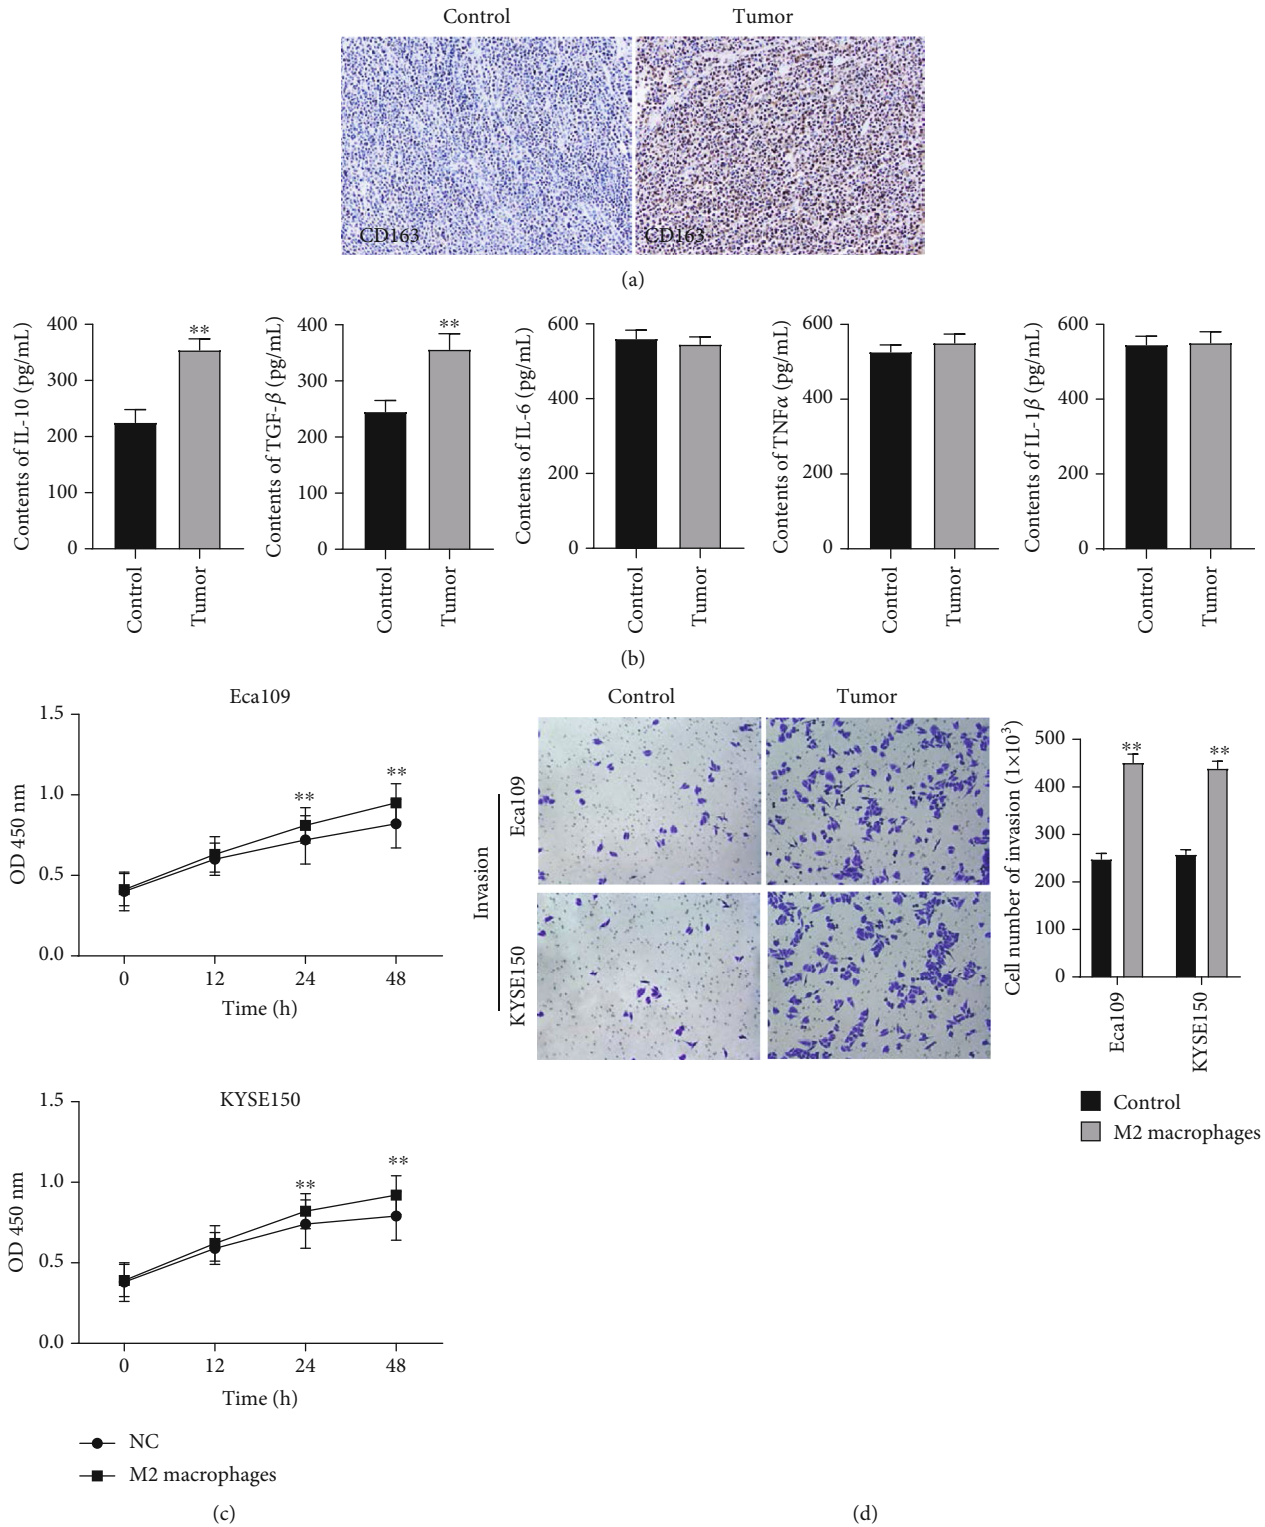 Control
Tumor
CD163
CD163
(a)
Contents of IL-10 (pg/mL)
400
300
200
100
0
**
Control
Tumor
Contents of TGF-β (pg/mL)
400
300
200
100
0
**
Control
Tumor
Contents of IL-6 (pg/mL)
600
400
200
0
Control
Tumor
Contents of TNFα (pg/mL)
600
400
200
0
Control
Tumor
Contents of IL-1β (pg/mL)
600
400
200
0
Control
Tumor
(b)
Eca109
OD 450 nm
1.5
1.0
0.5
0.0
**
**
0 12 24 48
Time (h)
KYSE150
OD 450 nm
1.5
1.0
0.5
0.0
**
**
0 12 24 48
Time (h)
NC
M2 macrophages
(c)
Control
Tumor
Invasion
Eca109
KYSE150
Cell number of invasion (1×10³)
500
400
300
200
100
0
**
**
Eca109
KYSE150
Control
M2 macrophages
(d)